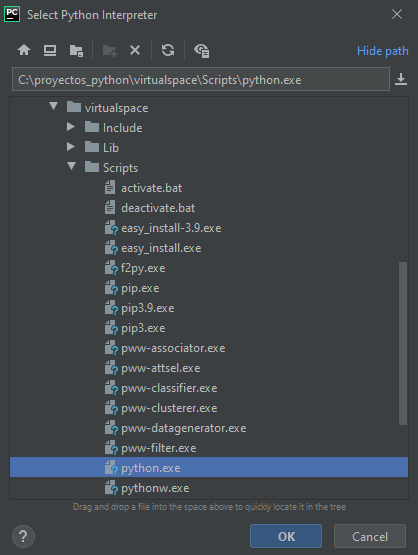 PC
Select Python Interpreter
Hide path
C:\proyectos_python\virtualspace\Scripts\python.exe
virtualspace
Include
Lib
Scripts
activate.bat
deactivate.bat
easy_install-3.9.exe
easy_install.exe
f2py.exe
pip.exe
pip3.9.exe
pip3.exe
pww-associator.exe
pww-attsel.exe
pww-classifier.exe
pww-clusterer.exe
pww-datagenerator.exe
pww-filter.exe
python.exe
pythonw.exe
Drag and drop a file into the space above to quickly locate it in the tree
?
OK
Cancel